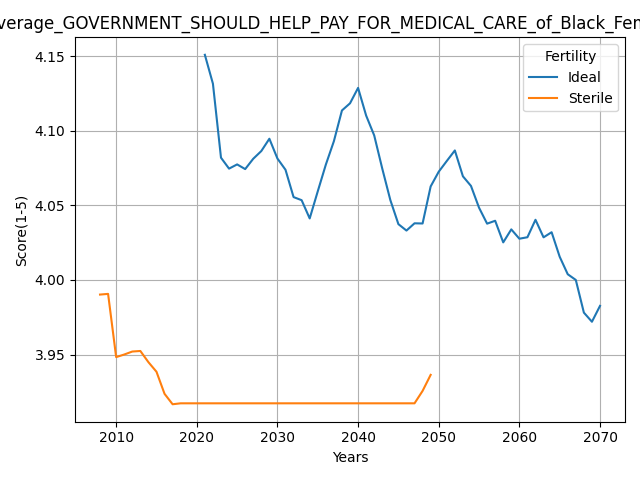 verage_GOVERNMENT_SHOULD_HELP_PAY_FOR_MEDICAL_CARE_of_Black_Fem
Fertility
Ideal
Sterile
Score(1-5)
4.15
4.10
4.05
4.00
3.95
2010 2020 2030 2040 2050 2060 2070
Years